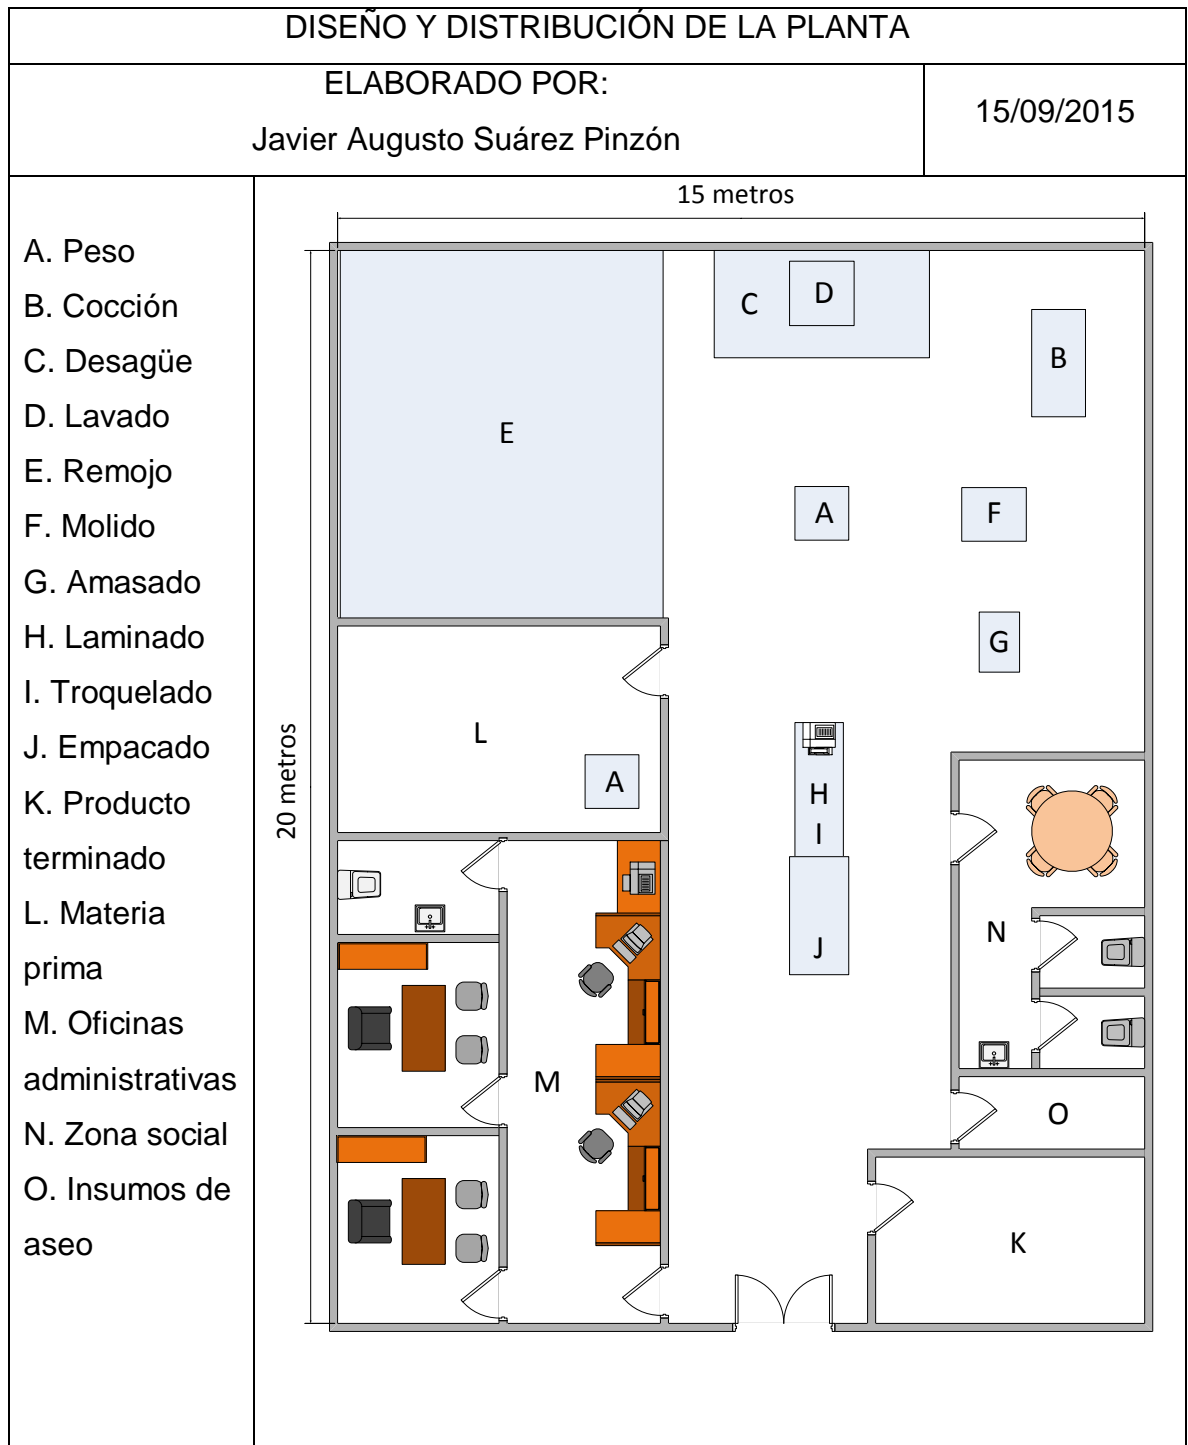 DISEÑO Y DISTRIBUCIÓN DE LA PLANTA
ELABORADO POR:
Javier Augusto Suárez Pinzón
15/09/2015
A. Peso
B. Cocción
C. Desagüe
D. Lavado
E. Remojo
F. Molido
G. Amasado
H. Laminado
I. Troquelado
J. Empacado
K. Producto
terminado
L. Materia
prima
M. Oficinas
administrativas
N. Zona social
O. Insumos de
aseo
15 metros
20 metros
C
D
B
E
A
F
G
L
A
H
I
J
N
M
O
K